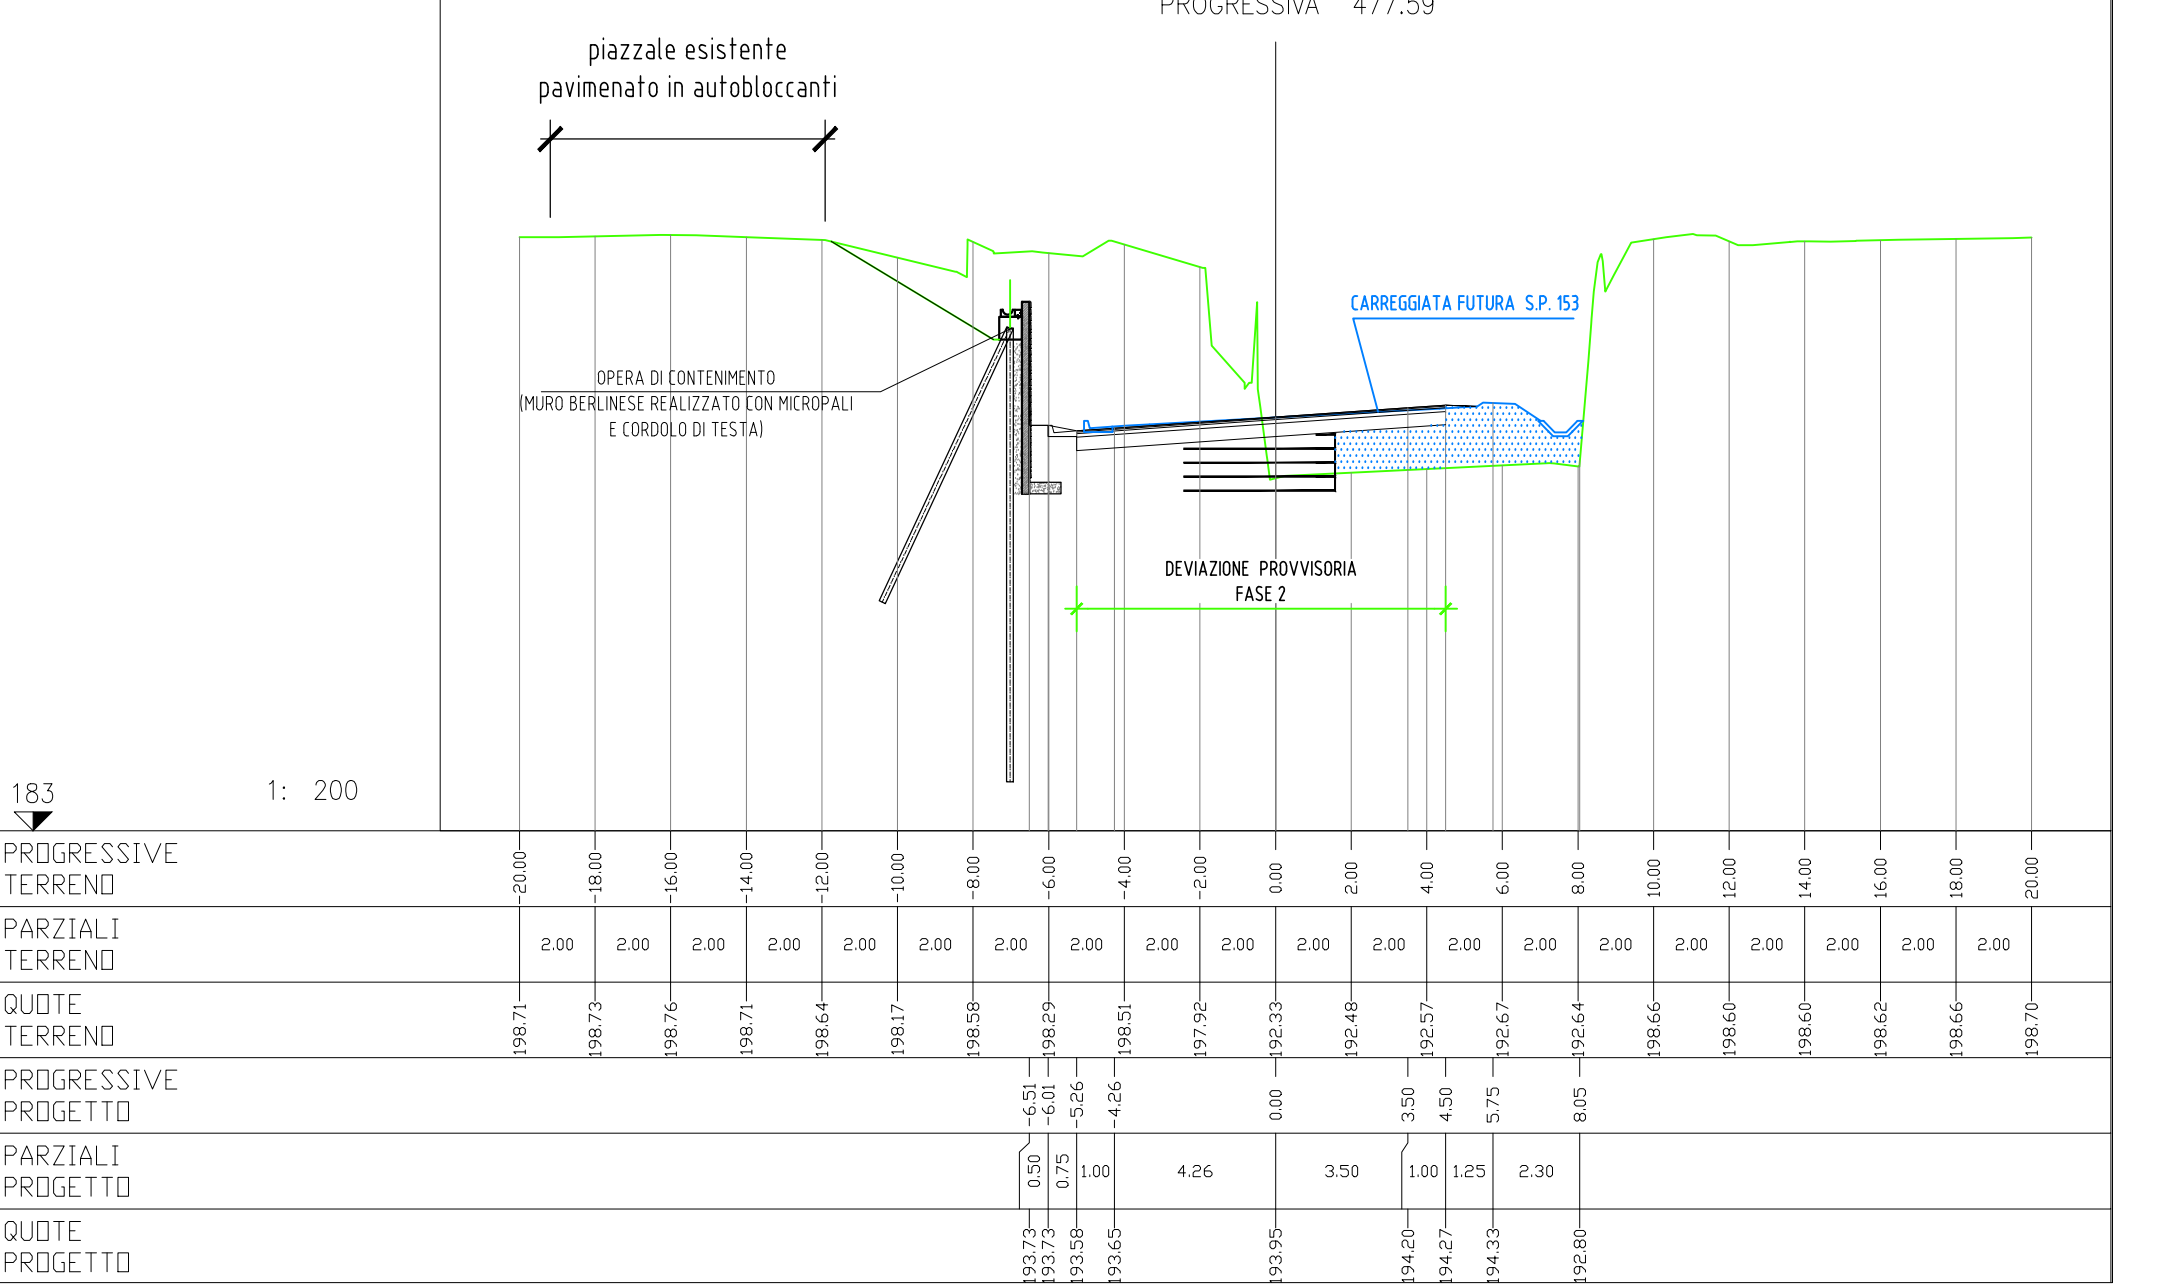 PROGRESSIVA 477.59
piazzale esistente
pavimenato in autobloccanti
CARREGGIATA FUTURA S.P. 153
OPERA DI CONTENIMENTO
(MURO BERLINESE REALIZZATO CON MICROPALI
E CORDOLO DI TESTA)
DEVIAZIONE PROVVISORIA
FASE 2
183
1: 200
PROGRESSIVE
TERRENO
-20.00 -18.00 -16.00 -14.00 -12.00 -10.00 -8.00 -6.00 -4.00 -2.00 0.00 2.00 4.00 6.00 8.00 10.00 12.00 14.00 16.00 18.00 20.00
PARZIALI
TERRENO
2.00 2.00 2.00 2.00 2.00 2.00 2.00 2.00 2.00 2.00 2.00 2.00 2.00 2.00 2.00 2.00 2.00 2.00 2.00 2.00
QUOTE
TERRENO
198.71 198.73 198.76 198.71 198.64 198.17 198.58 198.29 198.51 197.92 192.33 192.48 192.57 192.67 192.64 198.66 198.60 198.60 198.62 198.66 198.70
PROGRESSIVE
PROGETTO
-6.51 -6.01 -5.26 -4.26 0.00 3.50 4.50 5.75 8.05
PARZIALI
PROGETTO
0.50 0.75 1.00 4.26 3.50 1.00 1.25 2.30
QUOTE
PROGETTO
193.73 193.73 193.58 193.65 193.95 194.20 194.27 194.33 192.80